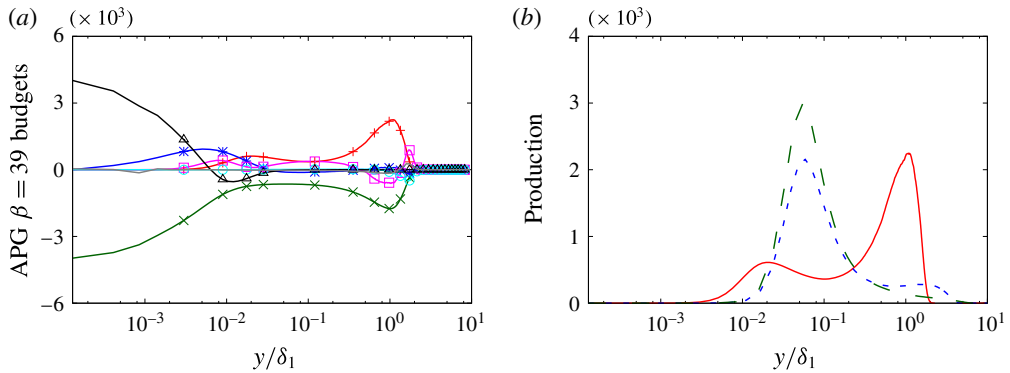 (a) (× 10³) (b) (× 10³)
6 4
3 3
0 2
−3 1
−6 0
APG β = 39 budgets
Production
10⁻³ 10⁻² 10⁻¹ 10⁰ 10¹ 10⁻³ 10⁻² 10⁻¹ 10⁰ 10¹
y/δ₁ y/δ₁